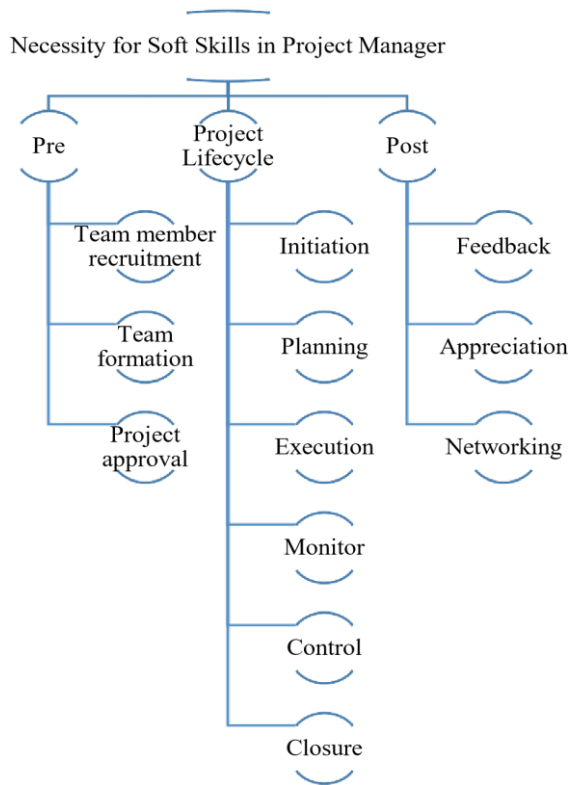 Necessity for Soft Skills in Project Manager
Pre
Team member
recruitment
Team
formation
Project
approval
Project
Lifecycle
Initiation
Planning
Execution
Monitor
Control
Closure
Post
Feedback
Appreciation
Networking